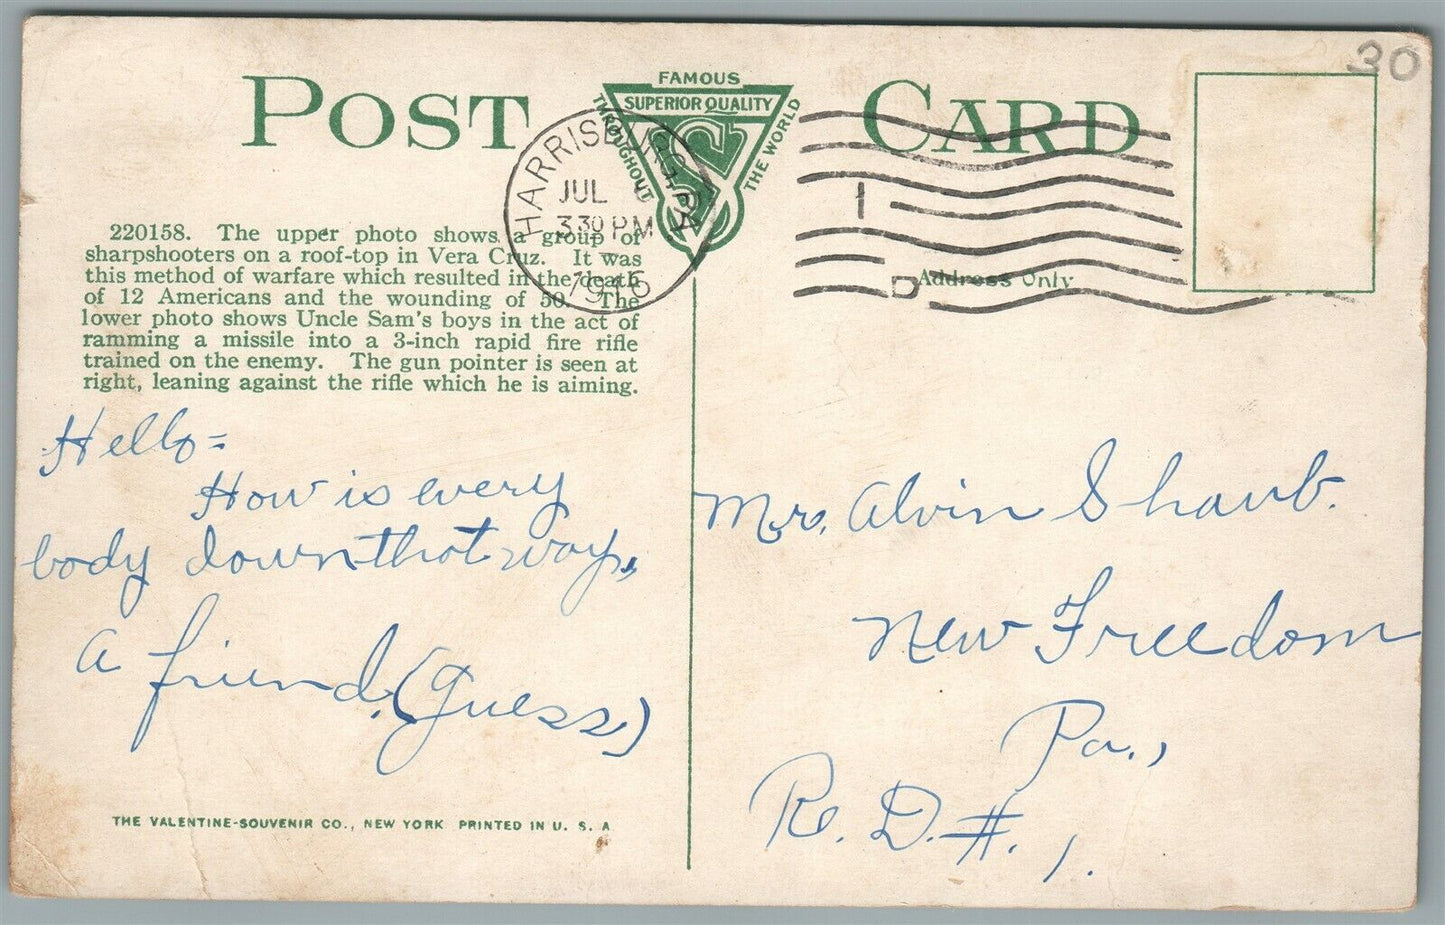 POST CARD
FAMOUS
SUPERIOR QUALITY
THROUGHOUT
THE WORLD
30
HARRISBURG, PA
JUL
3 30 PM
1916
I
D
Address Only
220158. The upper photo shows a group of
sharpshooters on a roof-top in Vera Cruz. It was
this method of warfare which resulted in the death
of 12 Americans and the wounding of 50. The
lower photo shows Uncle Sam's boys in the act of
ramming a missile into a 3-inch rapid fire rifle
trained on the enemy. The gun pointer is seen at
right, leaning against the rifle which he is aiming.
Hello=
How is every
body down that way,
A friend, (guess)
THE VALENTINE-SOUVENIR CO., NEW YORK PRINTED IN U. S. A
Mr. Alvin Shaub.
New Freedom
Pa.,
R. D. #. 1.